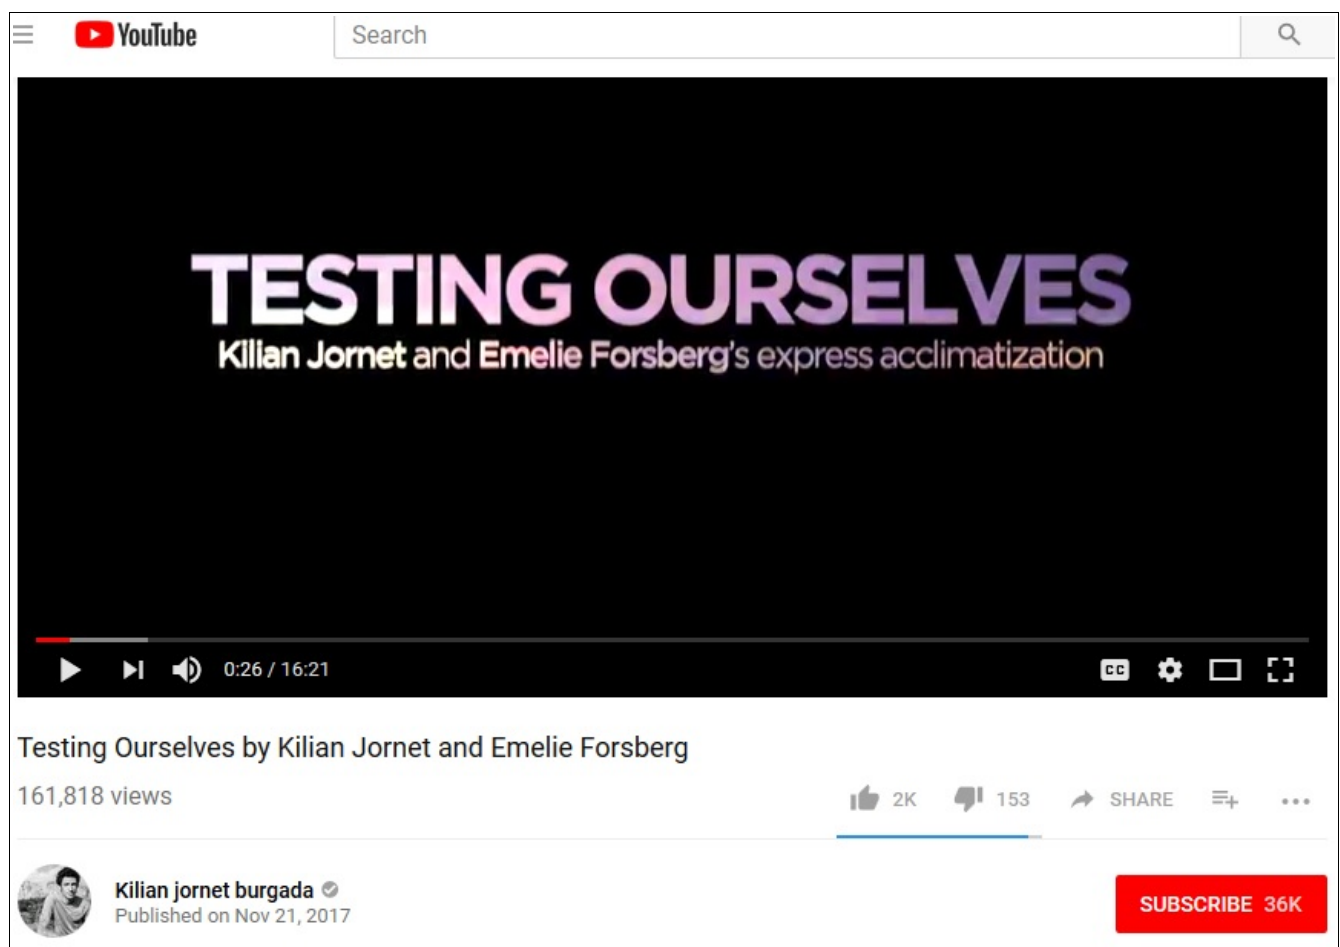 YouTube
Search
TESTING OURSELVES
Kilian Jornet and Emelie Forsberg's express acclimatization
0:26 / 16:21
CC
Testing Ourselves by Kilian Jornet and Emelie Forsberg
161,818 views
2K 153 SHARE
Kilian jornet burgada
Published on Nov 21, 2017
SUBSCRIBE 36K